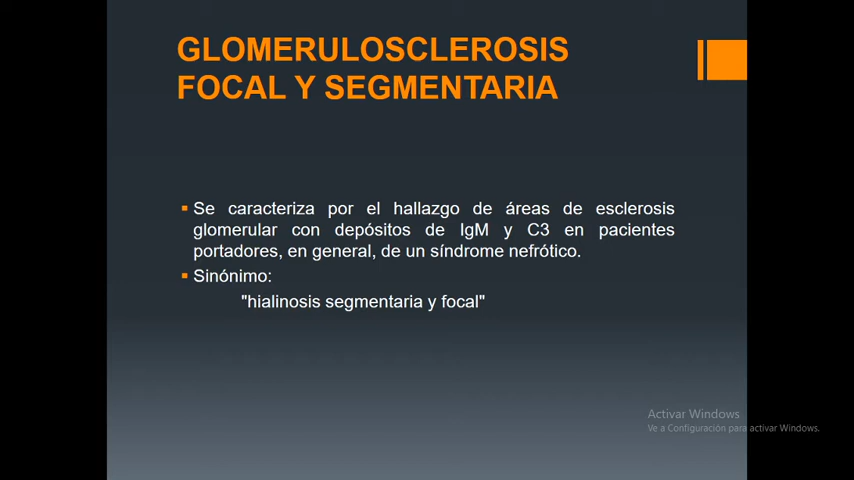 GLOMERULOSCLEROSIS
FOCAL Y SEGMENTARIA
Se caracteriza por el hallazgo de áreas de esclerosis
glomerular con depósitos de IgM y C3 en pacientes
portadores, en general, de un síndrome nefrótico.
Sinónimo:
"hialinosis segmentaria y focal"
Activar Windows
Ve a Configuración para activar Windows.